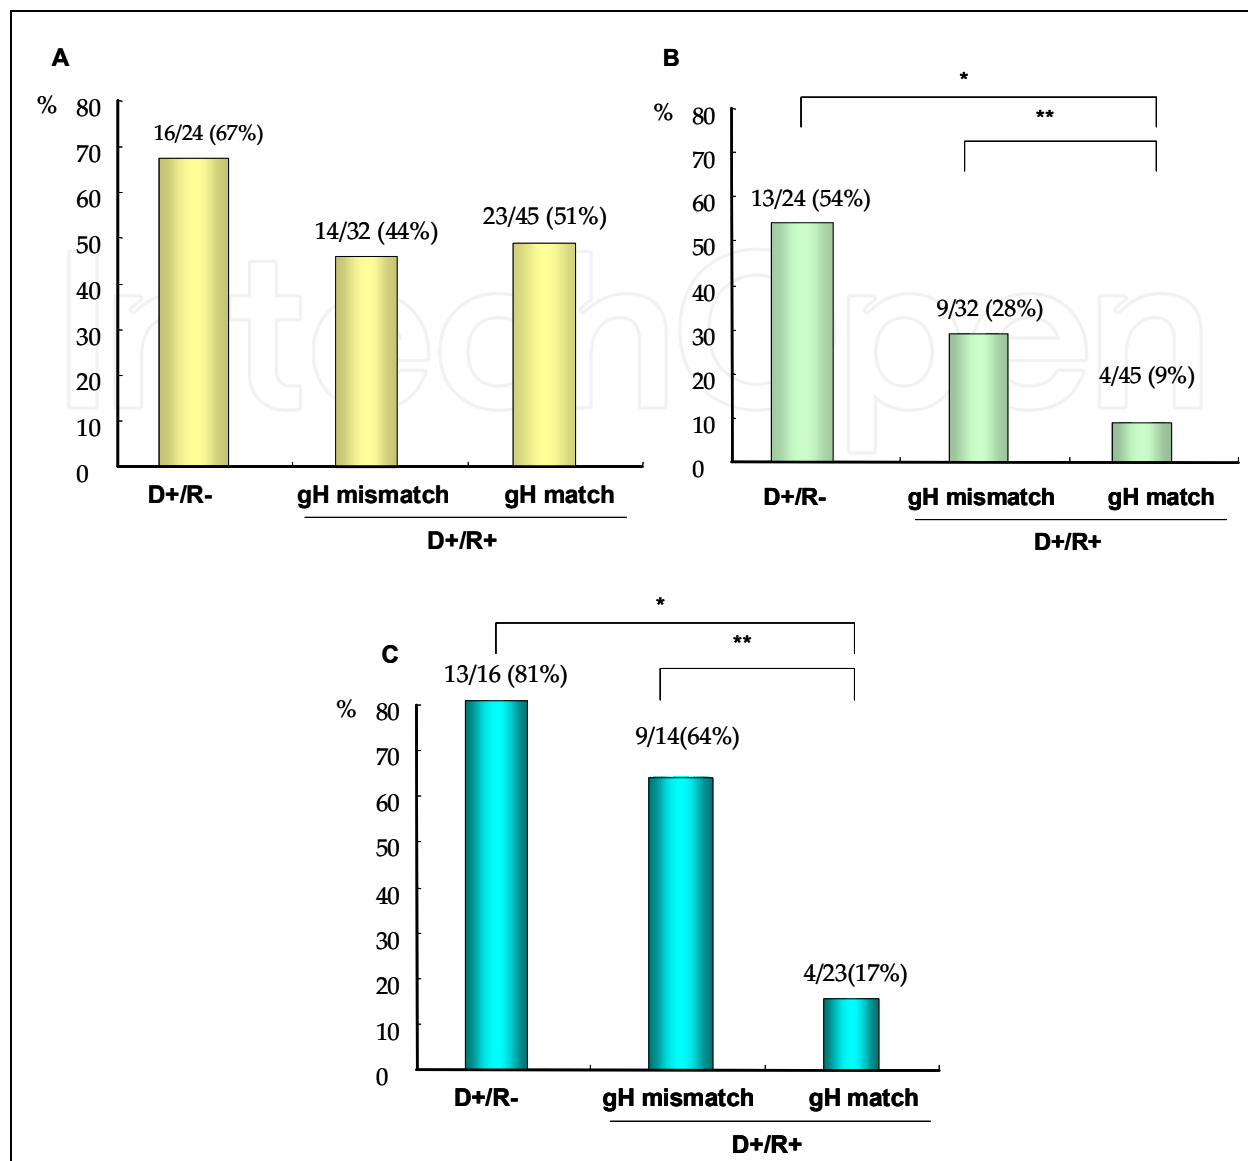 A
%
80
70
60
50
40
30
20
10
0
16/24 (67%)
14/32 (44%)
23/45 (51%)
D+/R-
gH mismatch
gH match
D+/R+
B
*
**
%
80
70
60
50
40
30
20
10
0
13/24 (54%)
9/32 (28%)
4/45 (9%)
D+/R-
gH mismatch
gH match
D+/R+
IntechOpen
C
*
**
%
80
70
60
50
40
30
20
10
0
13/16 (81%)
9/14(64%)
4/23(17%)
D+/R-
gH mismatch
gH match
D+/R+